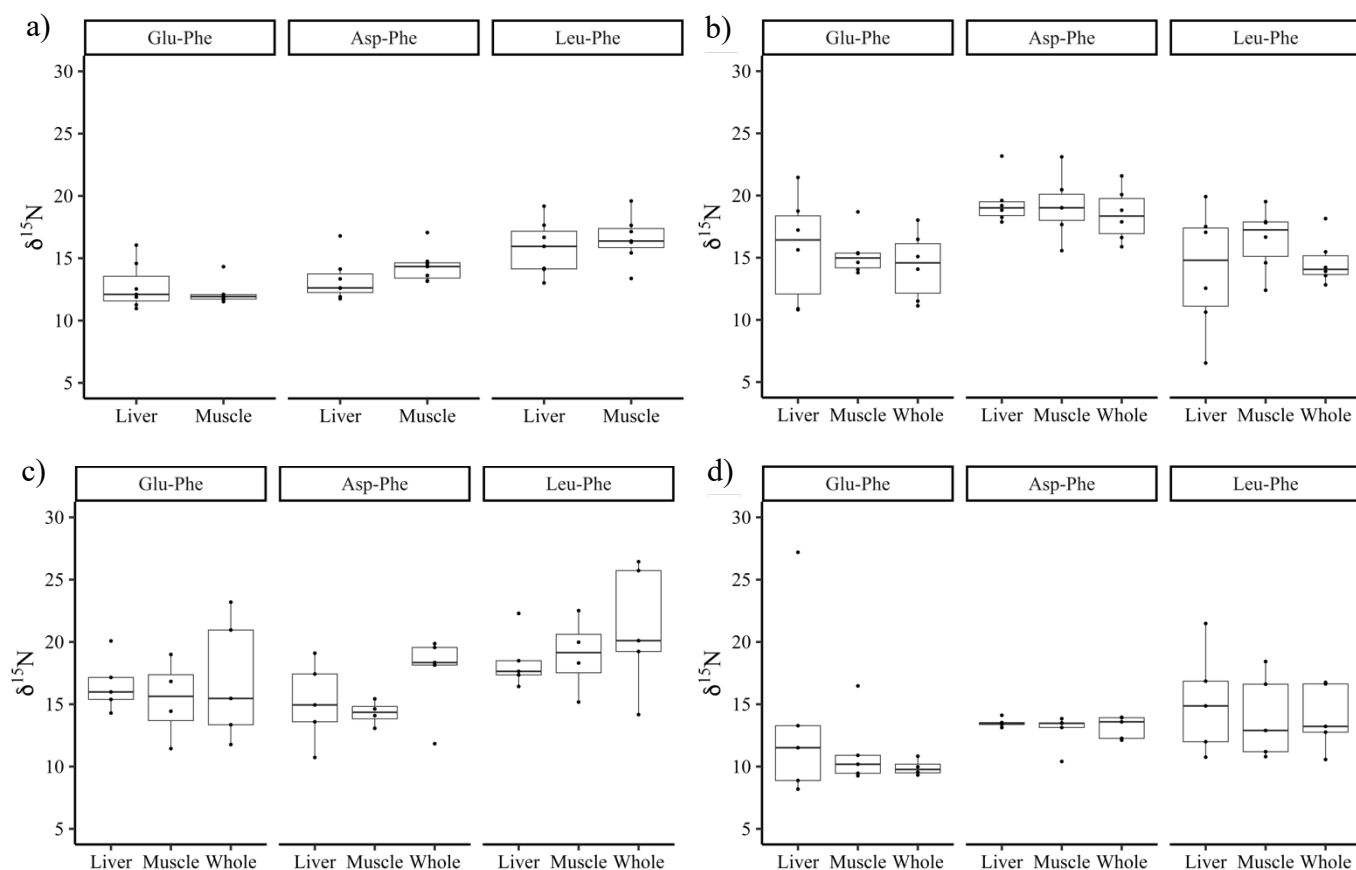 a)
Glu-Phe Asp-Phe Leu-Phe
30
25
20
15
10
5
δ¹⁵N
Liver Muscle Liver Muscle Liver Muscle
b)
Glu-Phe Asp-Phe Leu-Phe
30
25
20
15
10
5
δ¹⁵N
Liver Muscle Whole Liver Muscle Whole Liver Muscle Whole
c)
Glu-Phe Asp-Phe Leu-Phe
30
25
20
15
10
5
δ¹⁵N
Liver Muscle Whole Liver Muscle Whole Liver Muscle Whole
d)
Glu-Phe Asp-Phe Leu-Phe
30
25
20
15
10
5
δ¹⁵N
Liver Muscle Whole Liver Muscle Whole Liver Muscle Whole